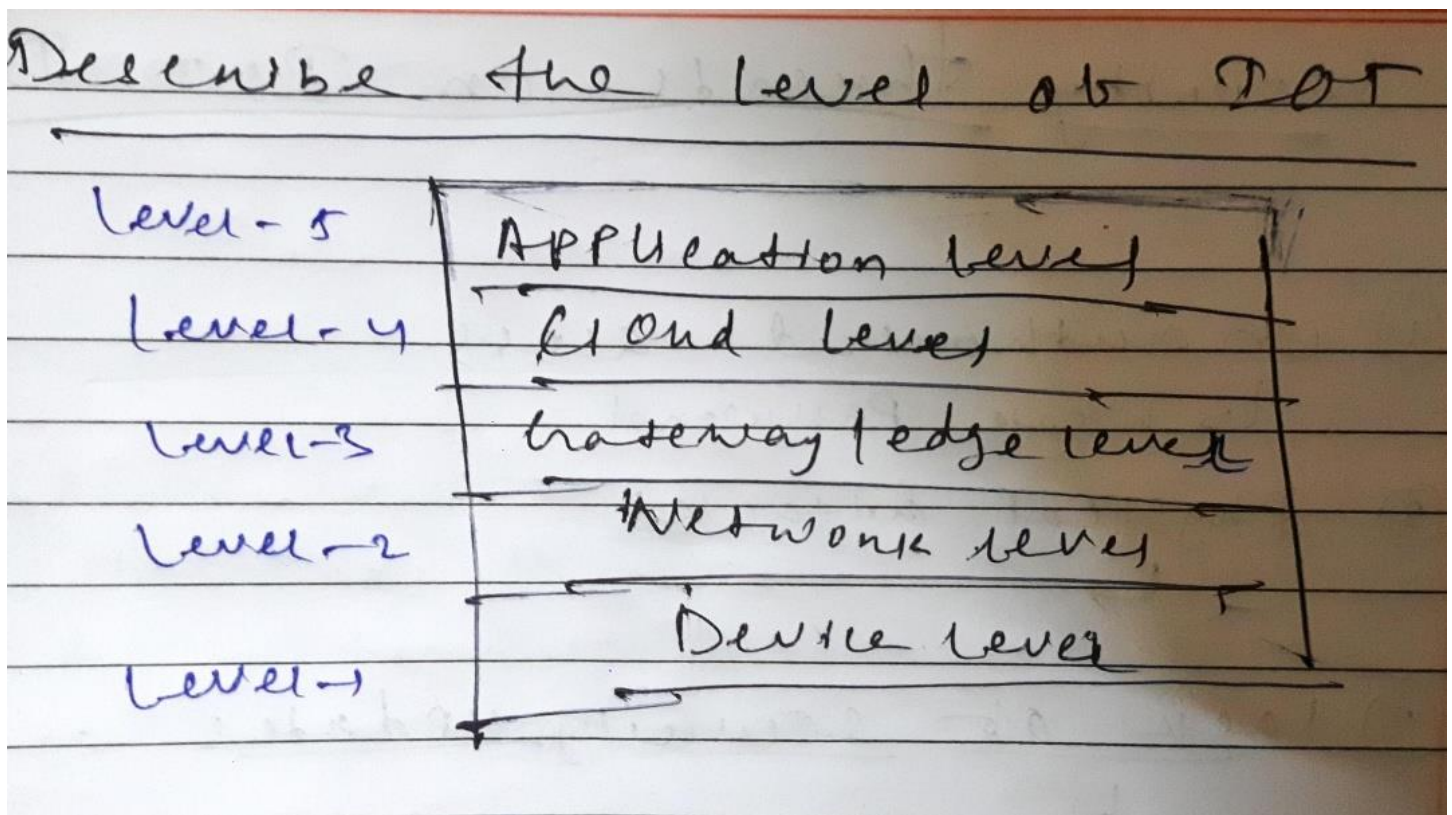 Describe the level of IOT
Level - 5 Application level
Level - 4 Cloud level
Level - 3 Gateway / edge level
Level - 2 Network level
Level - 1 Device level